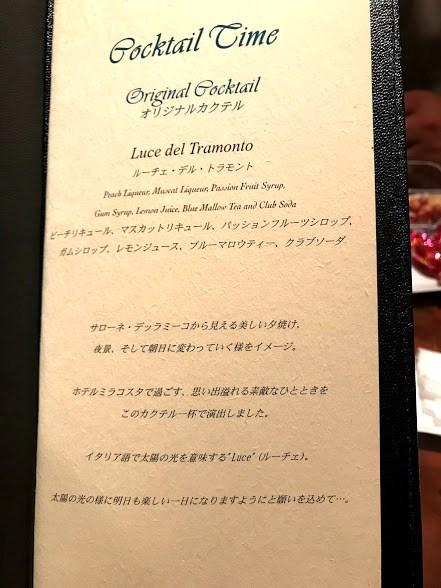 Cocktail Time
Original Cocktail
オリジナルカクテル
Luce del Tramonto
ルーチェ・デル・トラモント
Peach Liqueur, Muscat Liqueur, Passion Fruit Syrup,
Gum Syrup, Lemon Juice, Blue Mallow Tea and Club Soda
ピーチリキュール、マスカットリキュール、パッションフルーツシロップ、
ガムシロップ、レモンジュース、ブルーマロウティー、クラブソーダ
サローネ・デッラミーコから見える美しい夕焼け、
夜景、そして朝日に変わっていく様をイメージ。
ホテルミラコスタで過ごす、思い出溢れる素敵なひとときを
このカクテル一杯で演出しました。
イタリア語で太陽の光を意味する"Luce"(ルーチェ)。
太陽の光の様に明日も楽しい一日になりますようにと願いを込めて…。